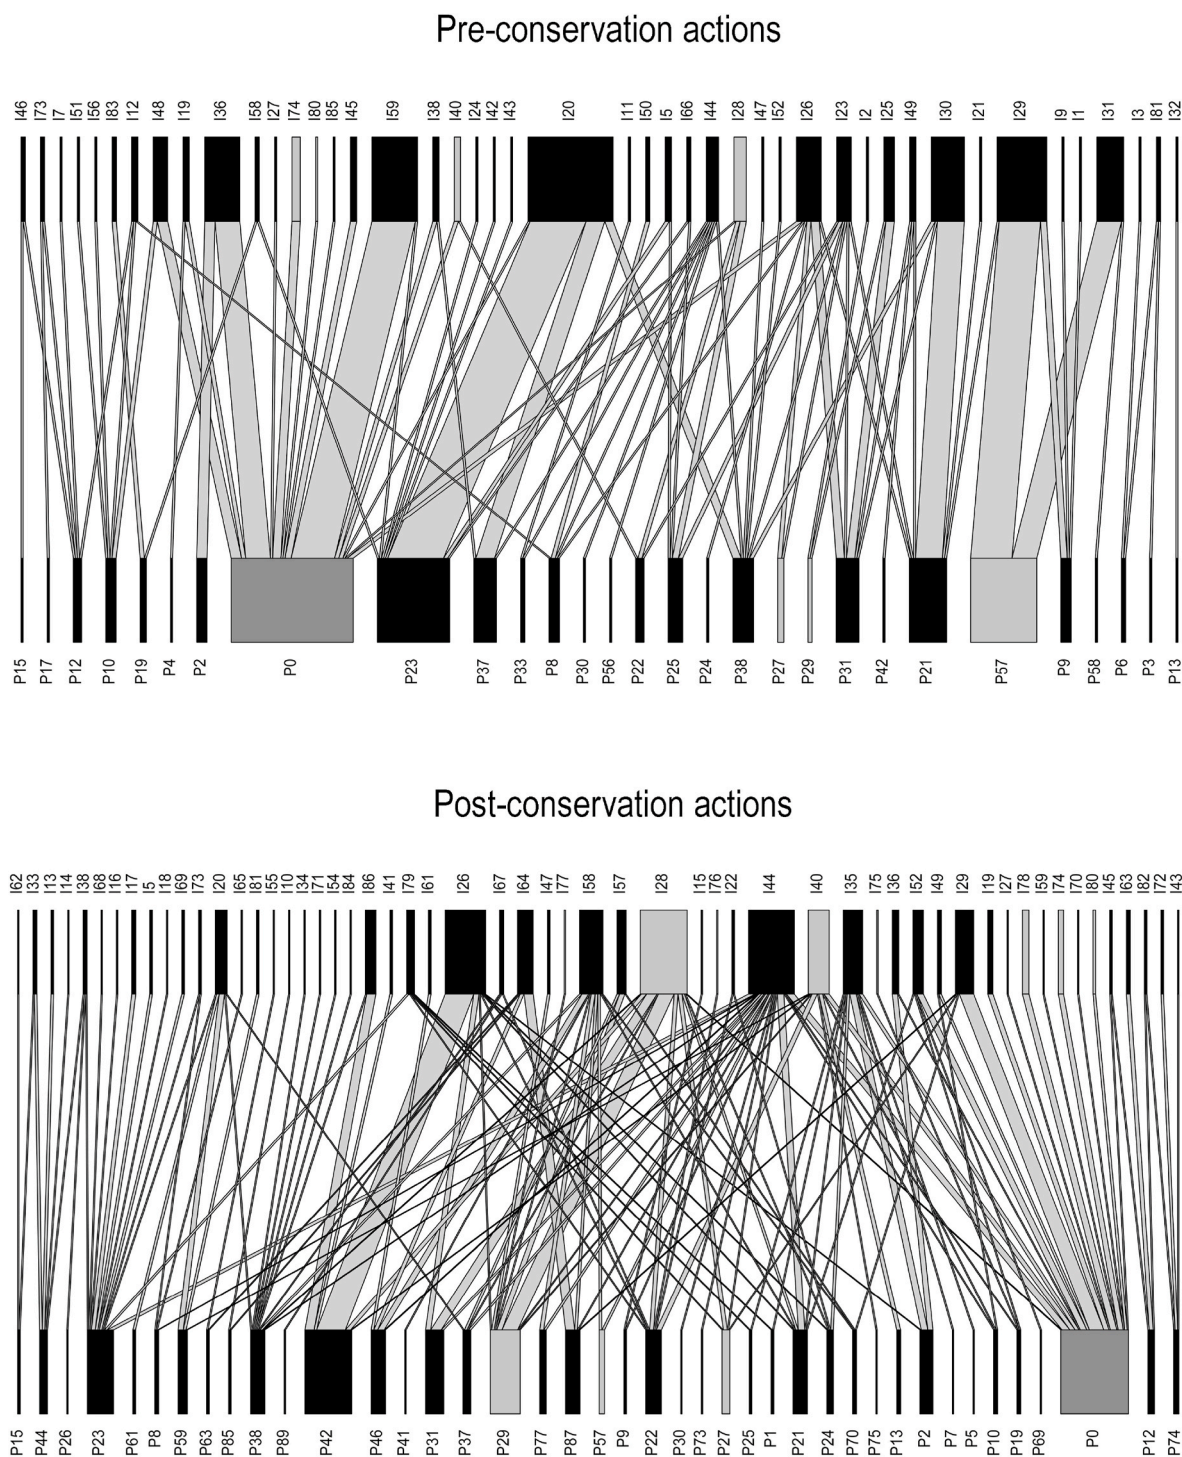 Pre-conservation actions
I46 I73 I7 I51 I56 I83 I12 I48 I19 I36 I58 I27 I74 I80 I85 I45 I59 I38 I40 I24 I42 I43 I20 I11 I50 I5 I66 I44 I28 I47 I52 I26 I23 I2 I25 I49 I30 I21 I29 I9 I1 I31 I3 I81 I32
P15 P17 P12 P10 P19 P4 P2 P0 P23 P37 P33 P8 P30 P56 P22 P25 P24 P38 P27 P29 P31 P42 P21 P57 P9 P58 P6 P3 P13
Post-conservation actions
I62 I33 I13 I14 I38 I68 I16 I17 I5 I18 I69 I73 I20 I65 I81 I55 I10 I34 I71 I54 I84 I86 I41 I79 I61 I26 I67 I64 I47 I77 I58 I57 I28 I15 I76 I22 I44 I40 I35 I75 I36 I52 I49 I29 I19 I27 I78 I59 I74 I70 I80 I45 I63 I82 I72 I43
P15 P44 P26 P23 P61 P8 P59 P63 P85 P38 P89 P42 P46 P41 P31 P37 P29 P77 P87 P57 P9 P22 P30 P73 P27 P25 P1 P21 P24 P70 P75 P13 P2 P7 P5 P10 P19 P69 P0 P12 P74